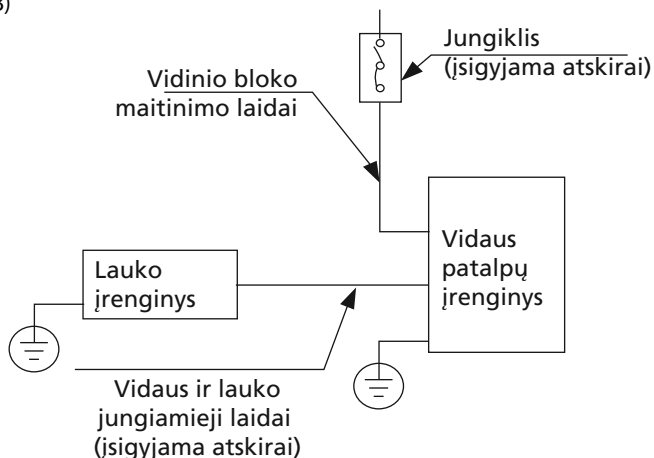 Jungiklis
(įsigyjama atskirai)
Vidinio bloko
maitinimo laidai
Vidaus
patalpų
įrenginys
Lauko
įrenginys
Vidaus ir lauko
jungiamieji laidai
(įsigyjama atskirai)